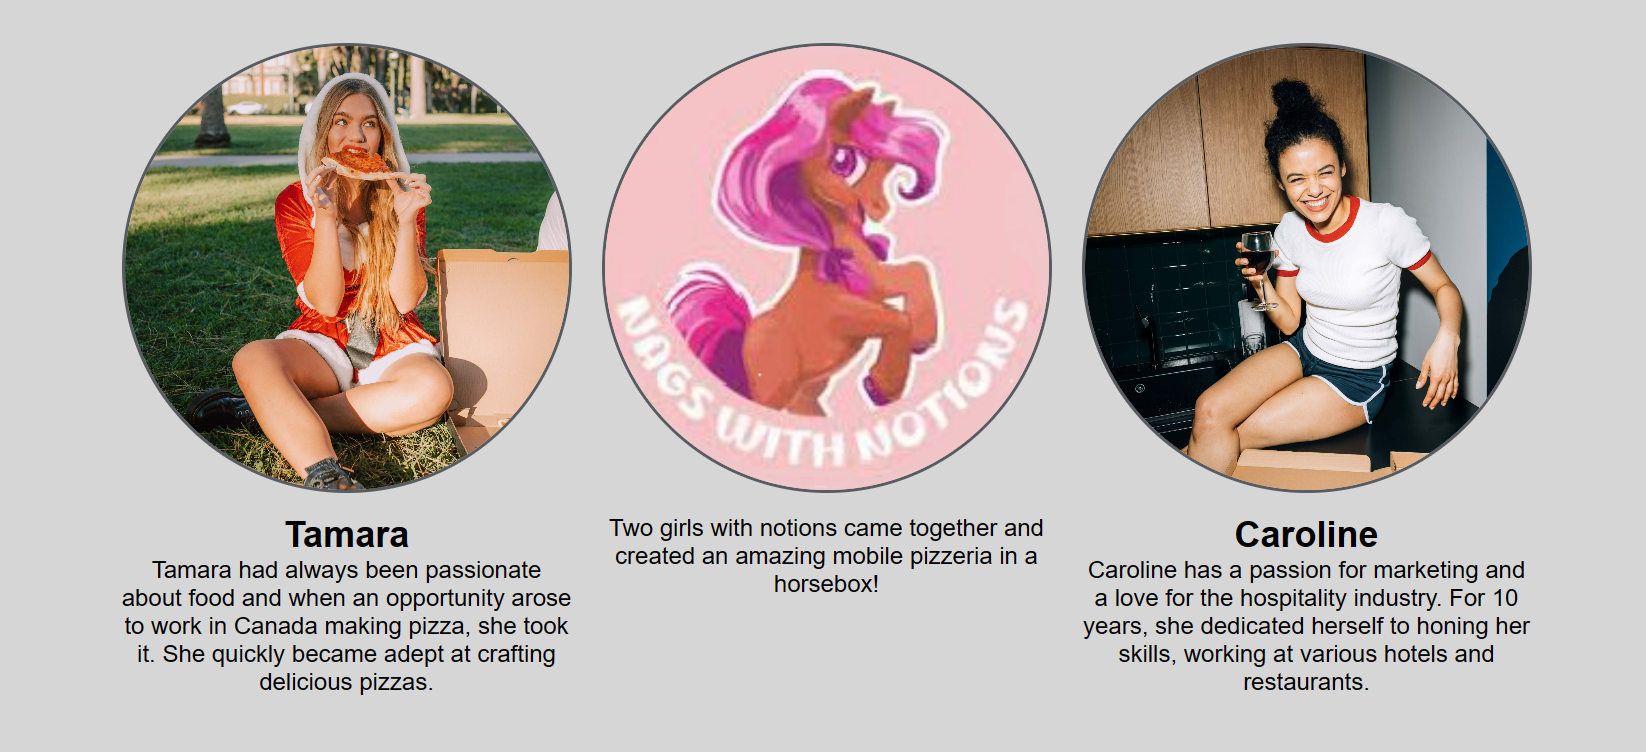 NAGS WITH NOTIONS
Tamara
Tamara had always been passionate
about food and when an opportunity arose
to work in Canada making pizza, she took
it. She quickly became adept at crafting
delicious pizzas.
Two girls with notions came together and
created an amazing mobile pizzeria in a
horsebox!
Caroline
Caroline has a passion for marketing and
a love for the hospitality industry. For 10
years, she dedicated herself to honing her
skills, working at various hotels and
restaurants.